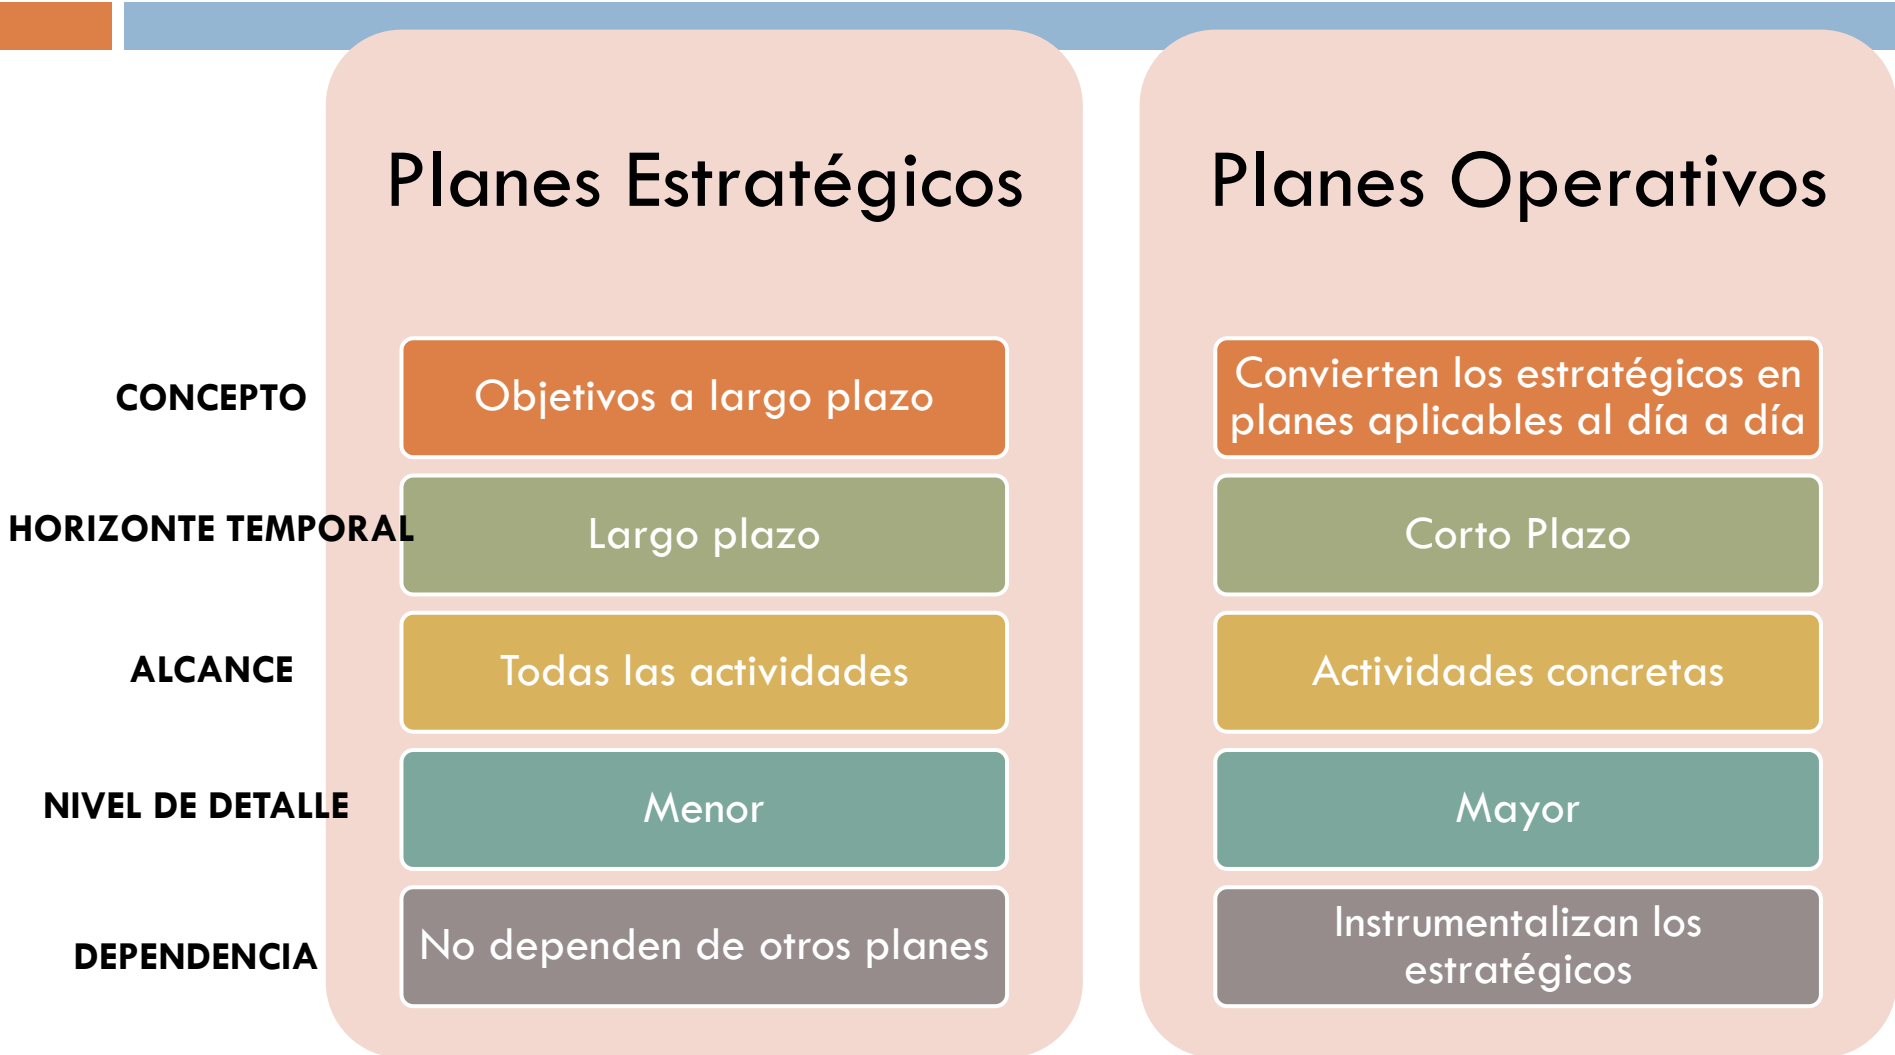 Planes Estratégicos
Planes Operativos
CONCEPTO
Objetivos a largo plazo
Convierten los estratégicos en
planes aplicables al día a día
HORIZONTE TEMPORAL
Largo plazo
Corto Plazo
ALCANCE
Todas las actividades
Actividades concretas
NIVEL DE DETALLE
Menor
Mayor
DEPENDENCIA
No dependen de otros planes
Instrumentalizan los
estratégicos